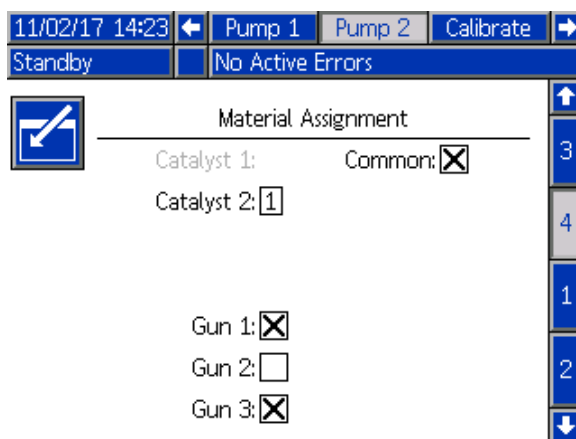 11/02/17 14:23 Pump 1 Pump 2 Calibrate
Standby No Active Errors
Material Assignment
Catalyst 1: Common:
Catalyst 2: 1
Gun 1:
Gun 2:
Gun 3:
3
4
1
2